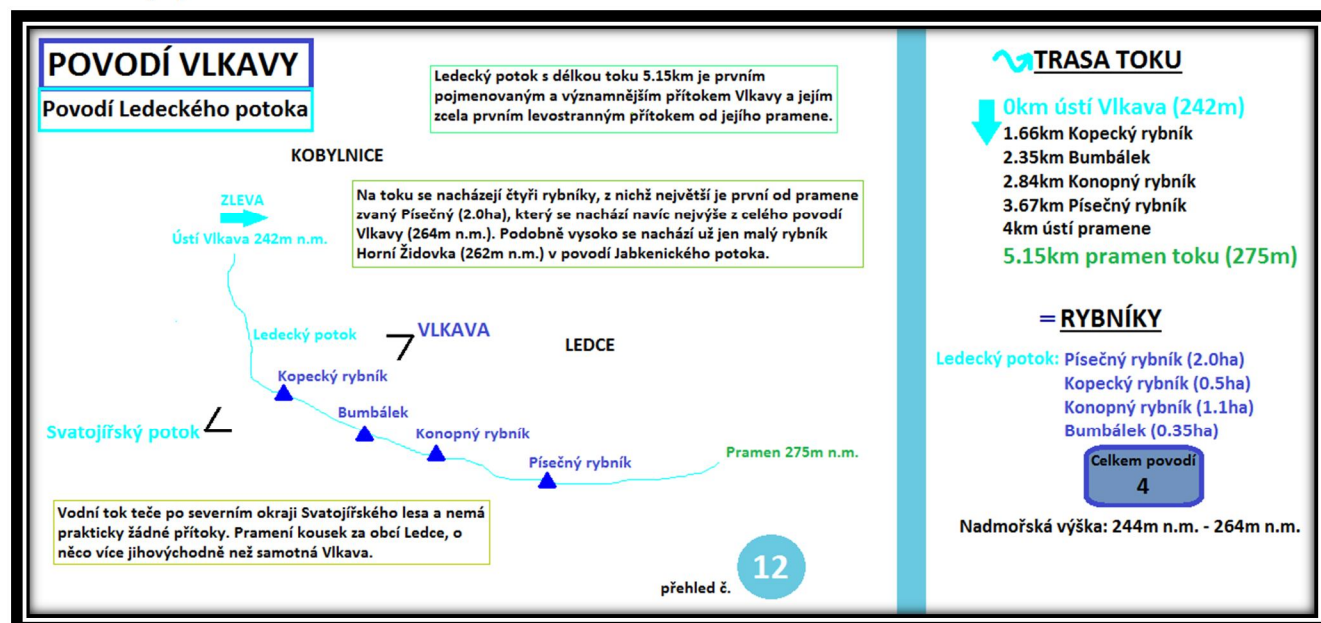 POVODÍ VLKAVY
Povodí Ledeckého potoka
Ledecký potok s délkou toku 5.15km je prvním
pojmenovaným a významnějším přítokem Vlkavy a jejím
zcela prvním levostranným přítokem od jejího pramene.
KOBYLNICE
Na toku se nacházejí čtyři rybníky, z nichž největší je první od pramene
zvaný Písečný (2.0ha), který se nachází navíc nejvýše z celého povodí
Vlkavy (264m n.m.). Podobně vysoko se nachází už jen malý rybník
Horní Židovka (262m n.m.) v povodí Jabkenického potoka.
ZLEVA
Ústí Vlkava 242m n.m.
Ledecký potok
VLKAVA
LEDCE
Kopecký rybník
Bumbálek
Svatojířský potok
Konopný rybník
Písečný rybník
Pramen 275m n.m.
Vodní tok teče po severním okraji Svatojířského lesa a nemá
prakticky žádné přítoky. Pramení kousek za obcí Ledce, o
něco více jihovýchodně než samotná Vlkava.
přehled č. 12
TRASA TOKU
0km ústí Vlkava (242m)
1.66km Kopecký rybník
2.35km Bumbálek
2.84km Konopný rybník
3.67km Písečný rybník
4km ústí pramene
5.15km pramen toku (275m)
= RYBNÍKY
Ledecký potok: Písečný rybník (2.0ha)
Kopecký rybník (0.5ha)
Konopný rybník (1.1ha)
Bumbálek (0.35ha)
Celkem povodí
4
Nadmořská výška: 244m n.m. - 264m n.m.